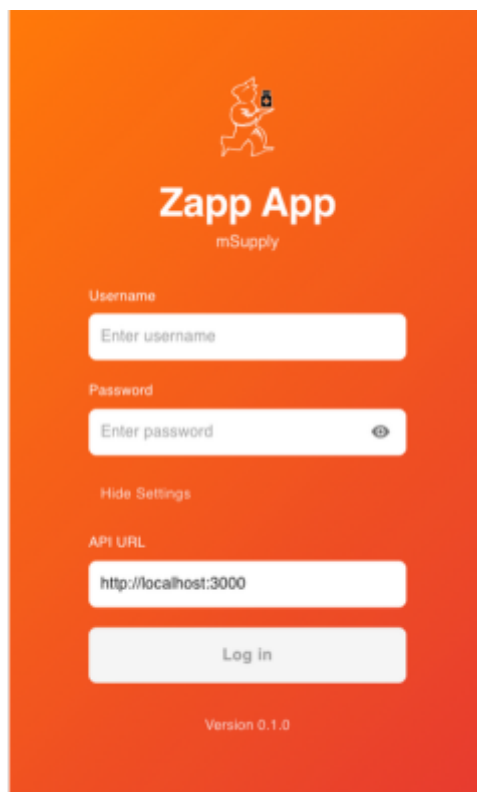 Zapp App
mSupply
Username
Enter username
Password
Enter password
Hide Settings
API URL
http://localhost:3000
Log in
Version 0.1.0